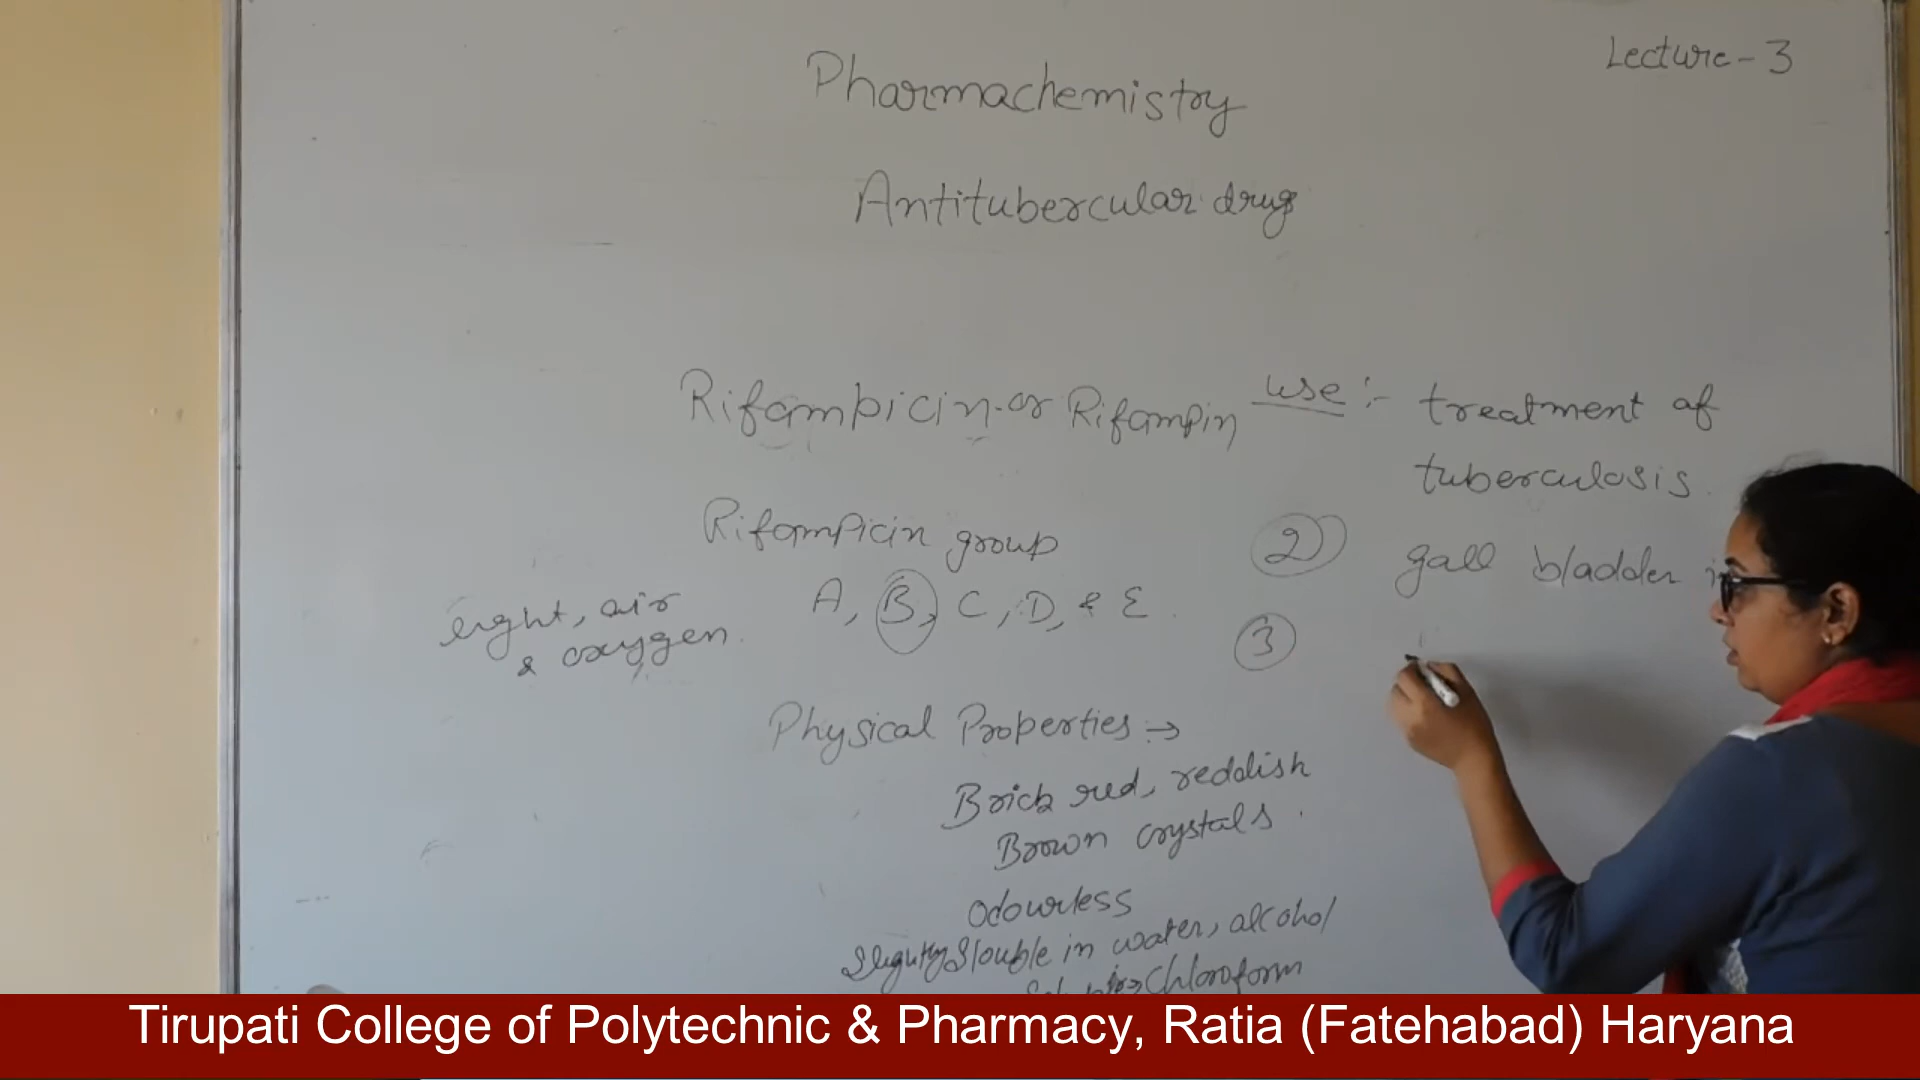 Lecture - 3
Pharmachemistry
Antitubercular drugs
Rifampicin or Rifampin
use :- treatment of
tuberculosis.
Rifampicin group
A, B, C, D, & E.
light, air
& oxygen.
2) gall bladder
3
Physical Properties :→
Brick red, reddish
Brown crystals.
Odourless
Slightly Slouble in water, alcohol
Chloroform
Tirupati College of Polytechnic & Pharmacy, Ratia (Fatehabad) Haryana